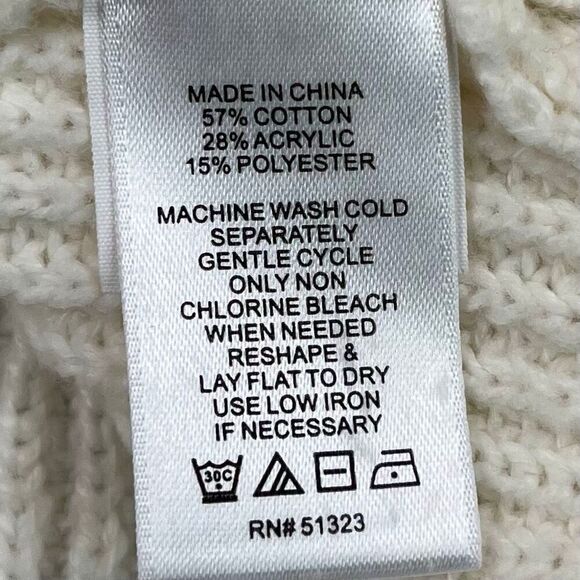 MADE IN CHINA
57% COTTON
28% ACRYLIC
15% POLYESTER
MACHINE WASH COLD
SEPARATELY
GENTLE CYCLE
ONLY NON
CHLORINE BLEACH
WHEN NEEDED
RESHAPE &
LAY FLAT TO DRY
USE LOW IRON
IF NECESSARY
30C
RN# 51323